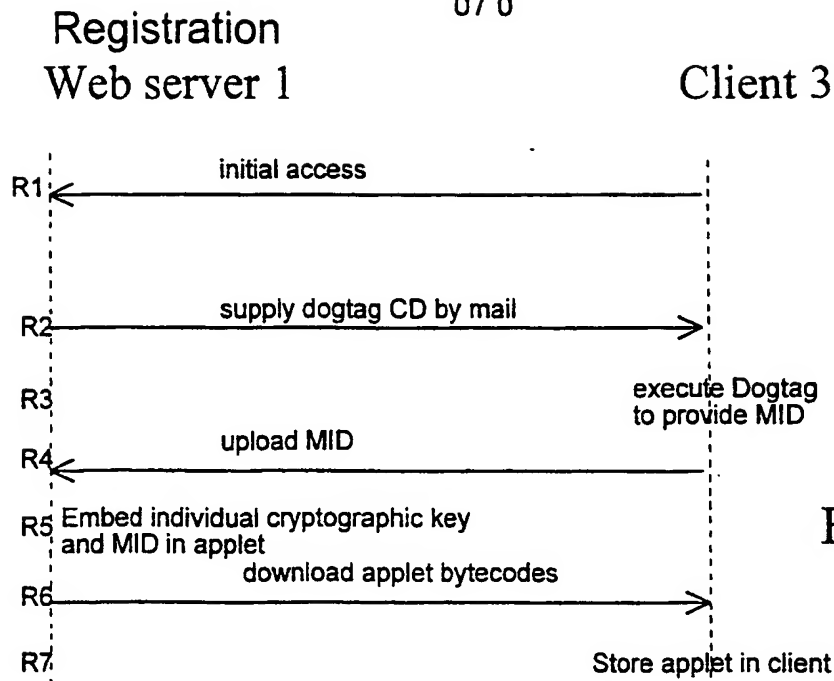 07 0
Registration
Web server 1 Client 3
R1 initial access
R2 supply dogtag CD by mail
R3 execute Dogtag
to provide MID
R4 upload MID
R5 Embed individual cryptographic key
and MID in applet
R6 download applet bytecodes
R7 Store applet in client